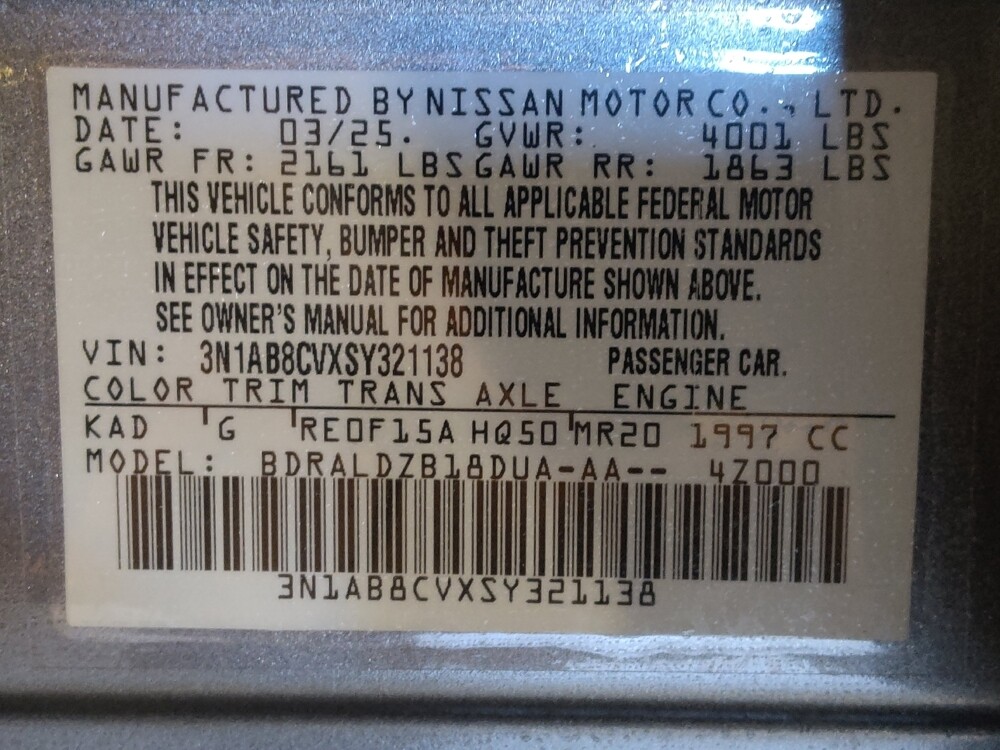 MANUFACTURED BY NISSAN MOTOR CO., LTD.
DATE: 03/25. GVWR: 4001 LBS
GAWR FR: 2161 LBS GAWR RR: 1863 LBS
THIS VEHICLE CONFORMS TO ALL APPLICABLE FEDERAL MOTOR
VEHICLE SAFETY, BUMPER AND THEFT PREVENTION STANDARDS
IN EFFECT ON THE DATE OF MANUFACTURE SHOWN ABOVE.
SEE OWNER'S MANUAL FOR ADDITIONAL INFORMATION.
VIN: 3N1AB8CVXSY321138 PASSENGER CAR.
COLOR TRIM TRANS AXLE ENGINE
KAD G RE0F15A HQ50 MR20 1997 CC
MODEL: BDRALDZB18DUA-AA-- 4Z000
3N1AB8CVXSY321138